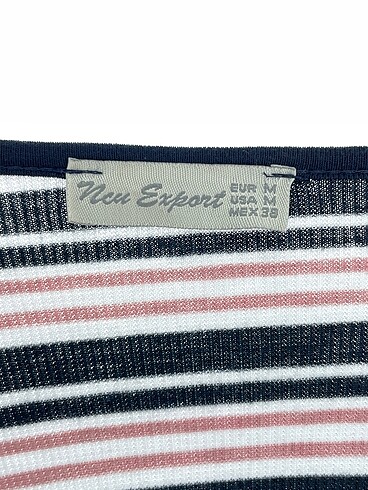 Ncu Export
EUR M
USA M
MEX 38